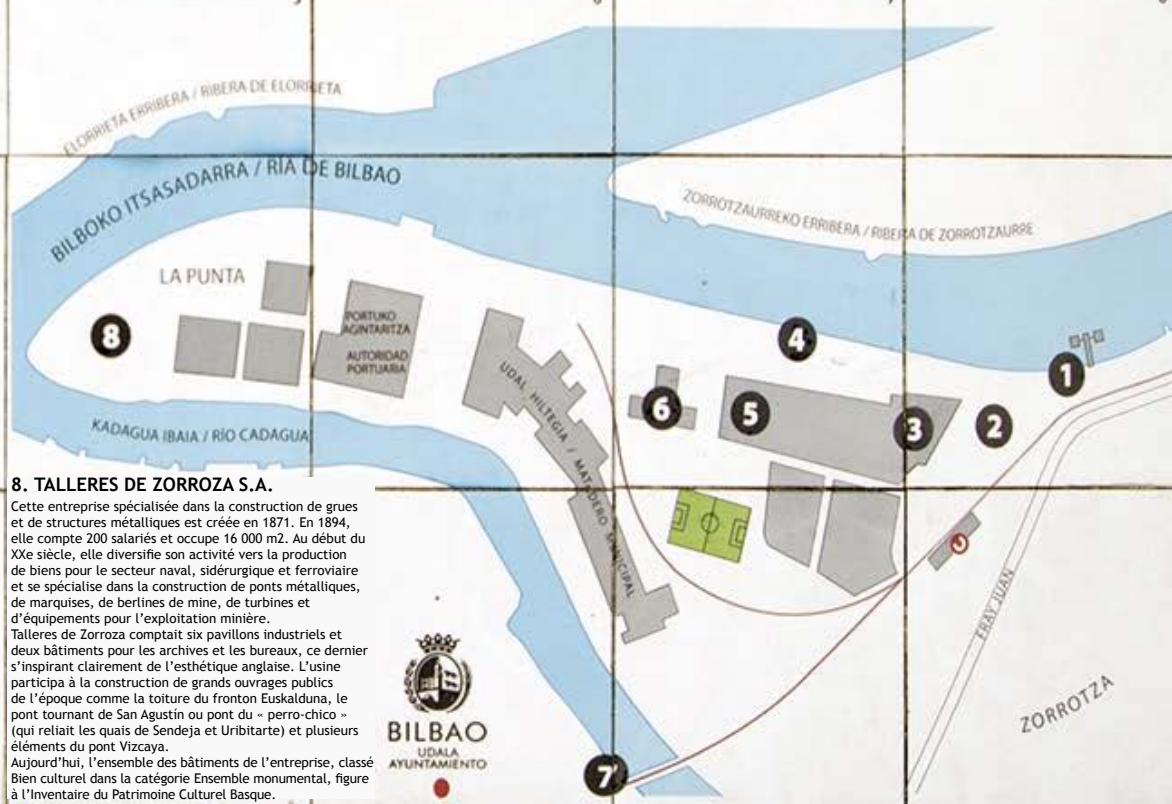 ELORRIETA ERRIBERA / RIBERA DE ELORRIETA
BILBOKO ITSASADARRA / RÍA DE BILBAO
ZORROTZAURREKO ERRIBERA / RIBERA DE ZORROTZAURRE
LA PUNTA
8
PORTUKO
AGINTARITZA
AUTORIDAD
PORTUARIA
4
1
UDAL HILTEGIA / MATADERO MUNICIPAL
6
5
3
2
KADAGUA IBAIA / RÍO CADAGUA
8. TALLERES DE ZORROZA S.A.
Cette entreprise spécialisée dans la construction de grues
et de structures métalliques est créée en 1871. En 1894,
elle compte 200 salariés et occupe 16 000 m2. Au début du
XXe siècle, elle diversifie son activité vers la production
de biens pour le secteur naval, sidérurgique et ferroviaire
et se spécialise dans la construction de ponts métalliques,
de marquises, de berlines de mine, de turbines et
d’équipements pour l’exploitation minière.
Talleres de Zorroza comptait six pavillons industriels et
deux bâtiments pour les archives et les bureaux, ce dernier
s’inspirant clairement de l’esthétique anglaise. L’usine
participa à la construction de grands ouvrages publics
de l’époque comme la toiture du fronton Euskalduna, le
pont tournant de San Agustín ou pont du « perro-chico »
(qui reliait les quais de Sendeja et Uribitarte) et plusieurs
éléments du pont Vizcaya.
Aujourd’hui, l’ensemble des bâtiments de l’entreprise, classé
Bien culturel dans la catégorie Ensemble monumental, figure
à l’Inventaire du Patrimoine Culturel Basque.
BILBAO
UDALA
AYUNTAMIENTO
7
FRAY JUAN
ZORROTZA